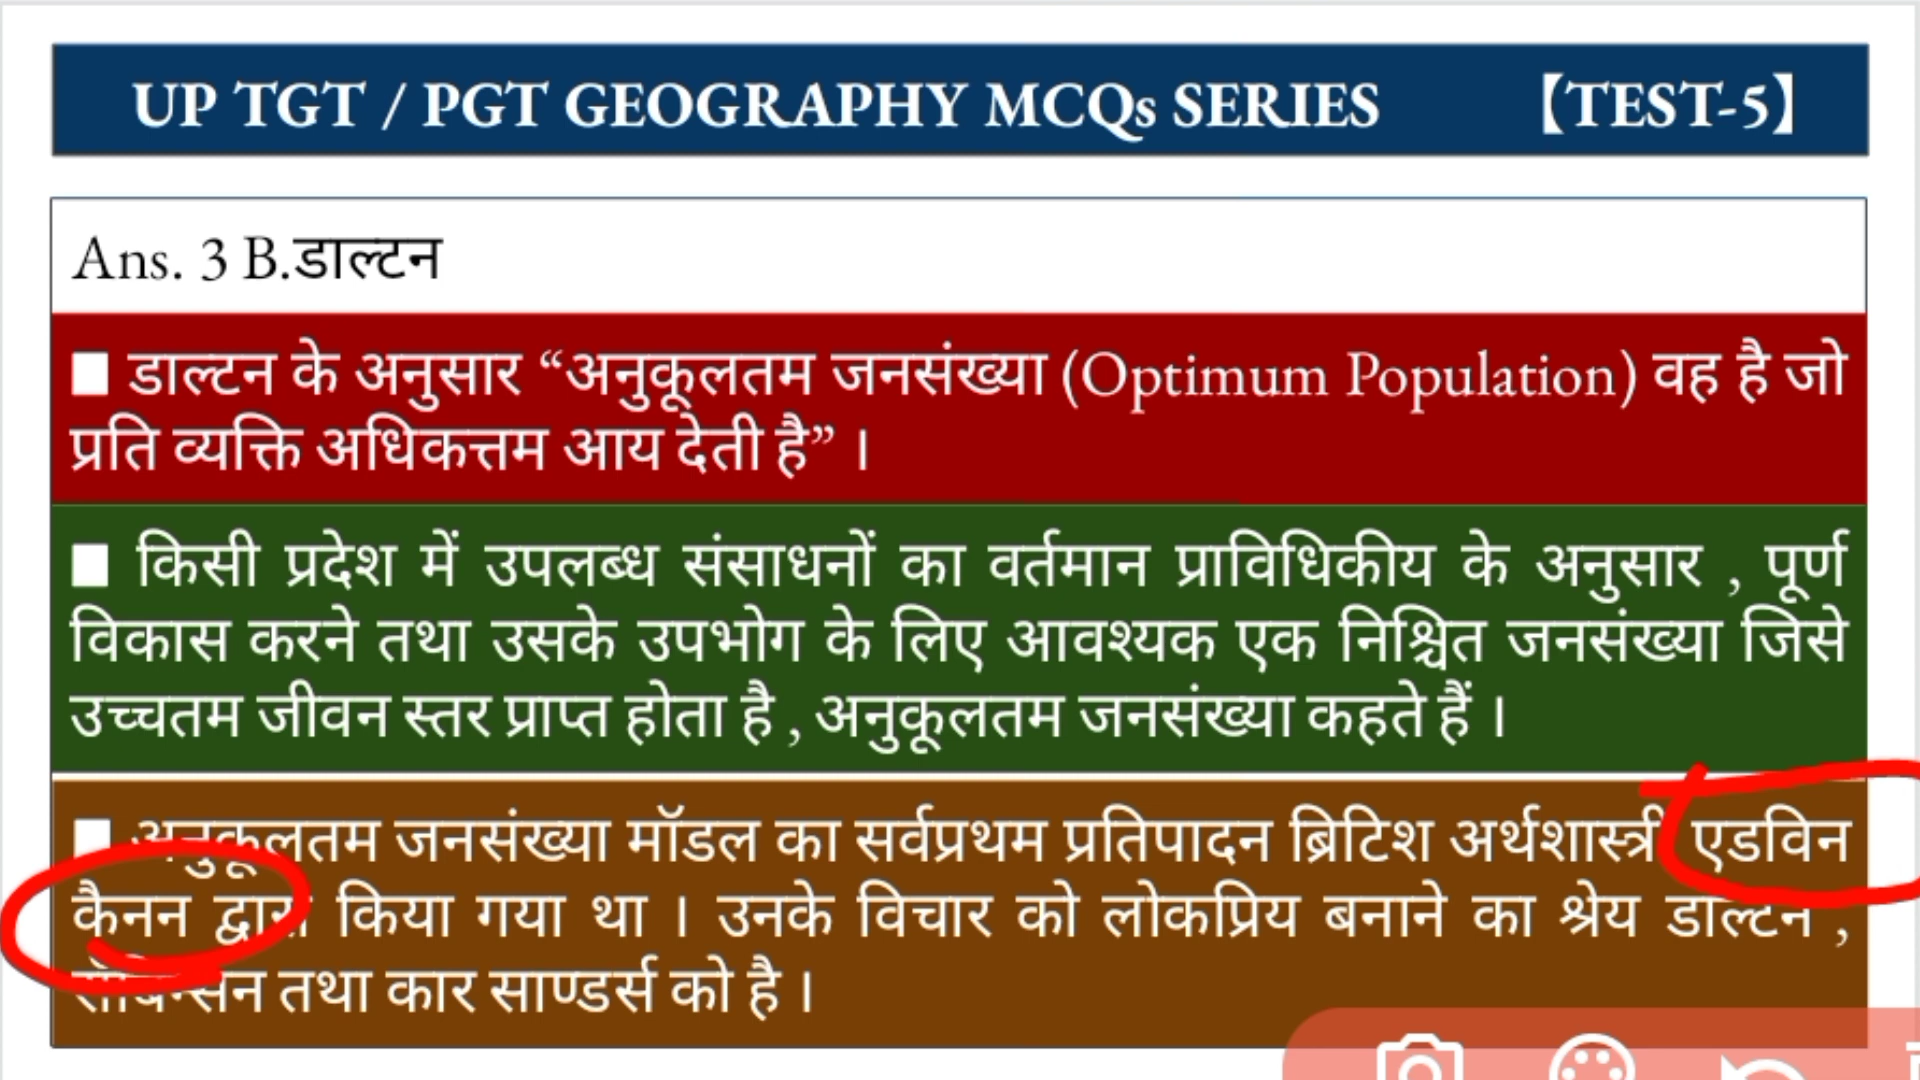 UP TGT / PGT GEOGRAPHY MCQs SERIES 【TEST-5】
Ans. 3 B.डाल्टन
■ डाल्टन के अनुसार “अनुकूलतम जनसंख्या (Optimum Population) वह है जो
प्रति व्यक्ति अधिकत्तम आय देती है” ।
■ किसी प्रदेश में उपलब्ध संसाधनों का वर्तमान प्राविधिकीय के अनुसार , पूर्ण
विकास करने तथा उसके उपभोग के लिए आवश्यक एक निश्चित जनसंख्या जिसे
उच्चतम जीवन स्तर प्राप्त होता है , अनुकूलतम जनसंख्या कहते हैं ।
■ अनुकूलतम जनसंख्या मॉडल का सर्वप्रथम प्रतिपादन ब्रिटिश अर्थशास्त्री एडविन
कैनन द्वारा किया गया था । उनके विचार को लोकप्रिय बनाने का श्रेय डाल्टन ,
रॉबिन्सन तथा कार साण्डर्स को है ।